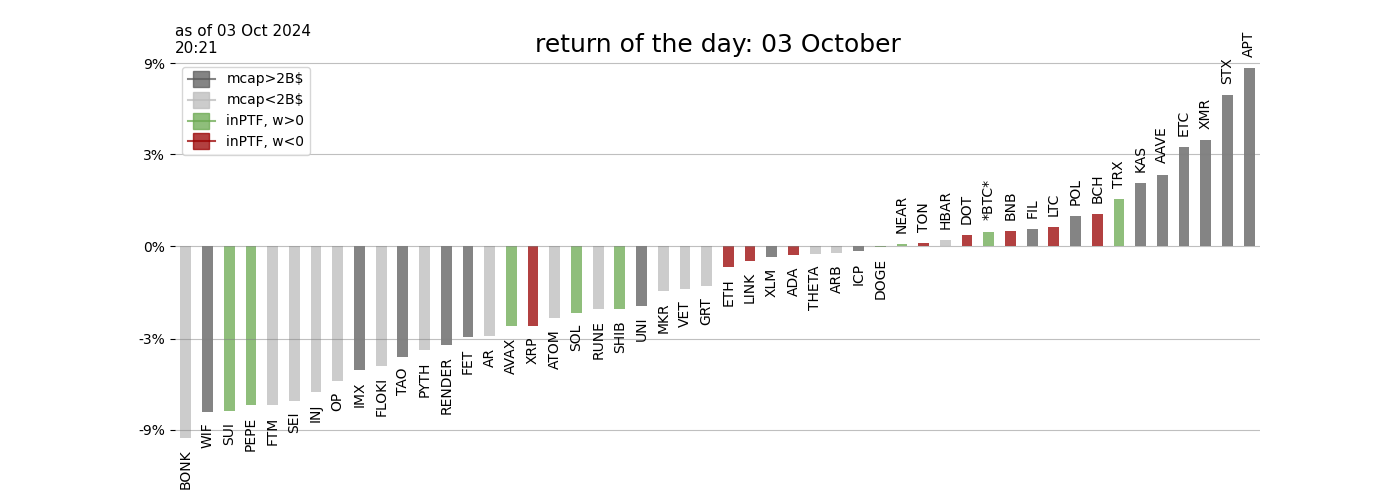 as of 03 Oct 2024
20:21
return of the day: 03 October
9%
3%
0%
-3%
-9%
mcap>2B$
mcap<2B$
inPTF, w>0
inPTF, w<0
BONK
WIF
SUI
PEPE
FTM
SEI
INJ
OP
IMX
FLOKI
TAO
PYTH
RENDER
FET
AR
AVAX
XRP
ATOM
SOL
RUNE
SHIB
UNI
MKR
VET
GRT
ETH
LINK
XLM
ADA
THETA
ARB
ICP
DOGE
NEAR
TON
HBAR
DOT
*BTC*
BNB
FIL
LTC
POL
BCH
TRX
KAS
AAVE
ETC
XMR
STX
APT